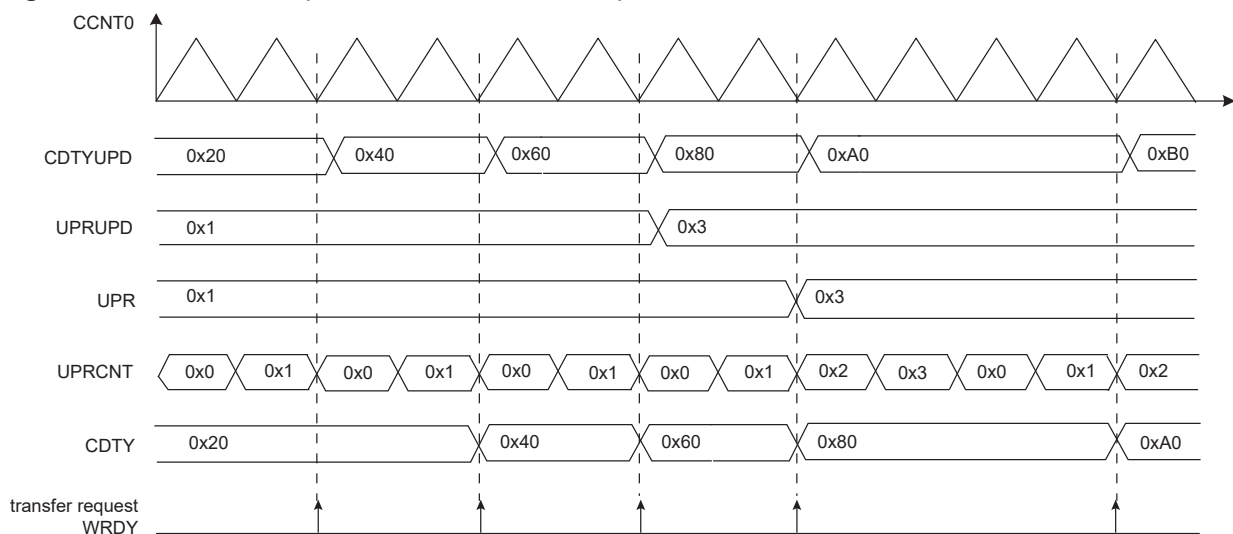 CCNT0
CDTYUPD 0x20 0x40 0x60 0x80 0xA0 0xB0
UPRUPD 0x1 0x3
UPR 0x1 0x3
UPRCNT 0x0 0x1 0x0 0x1 0x0 0x1 0x0 0x1 0x2 0x3 0x0 0x1 0x2
CDTY 0x20 0x40 0x60 0x80 0xA0
transfer request
WRDY